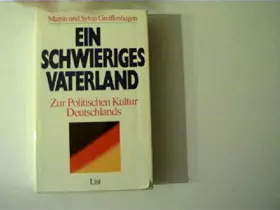 Martin und Sylvia Greiffenhagen
EIN
SCHWIERIGES
VATERLAND
Zur Politischen Kultur
Deutschlands
List